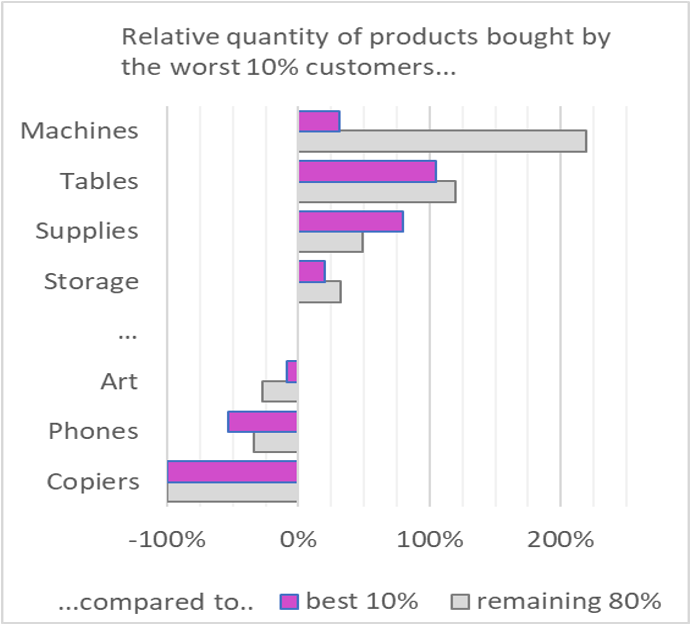 Relative quantity of products bought by
the worst 10% customers...
Machines
Tables
Supplies
Storage
...
Art
Phones
Copiers
-100% 0% 100% 200%
...compared to.. best 10% remaining 80%